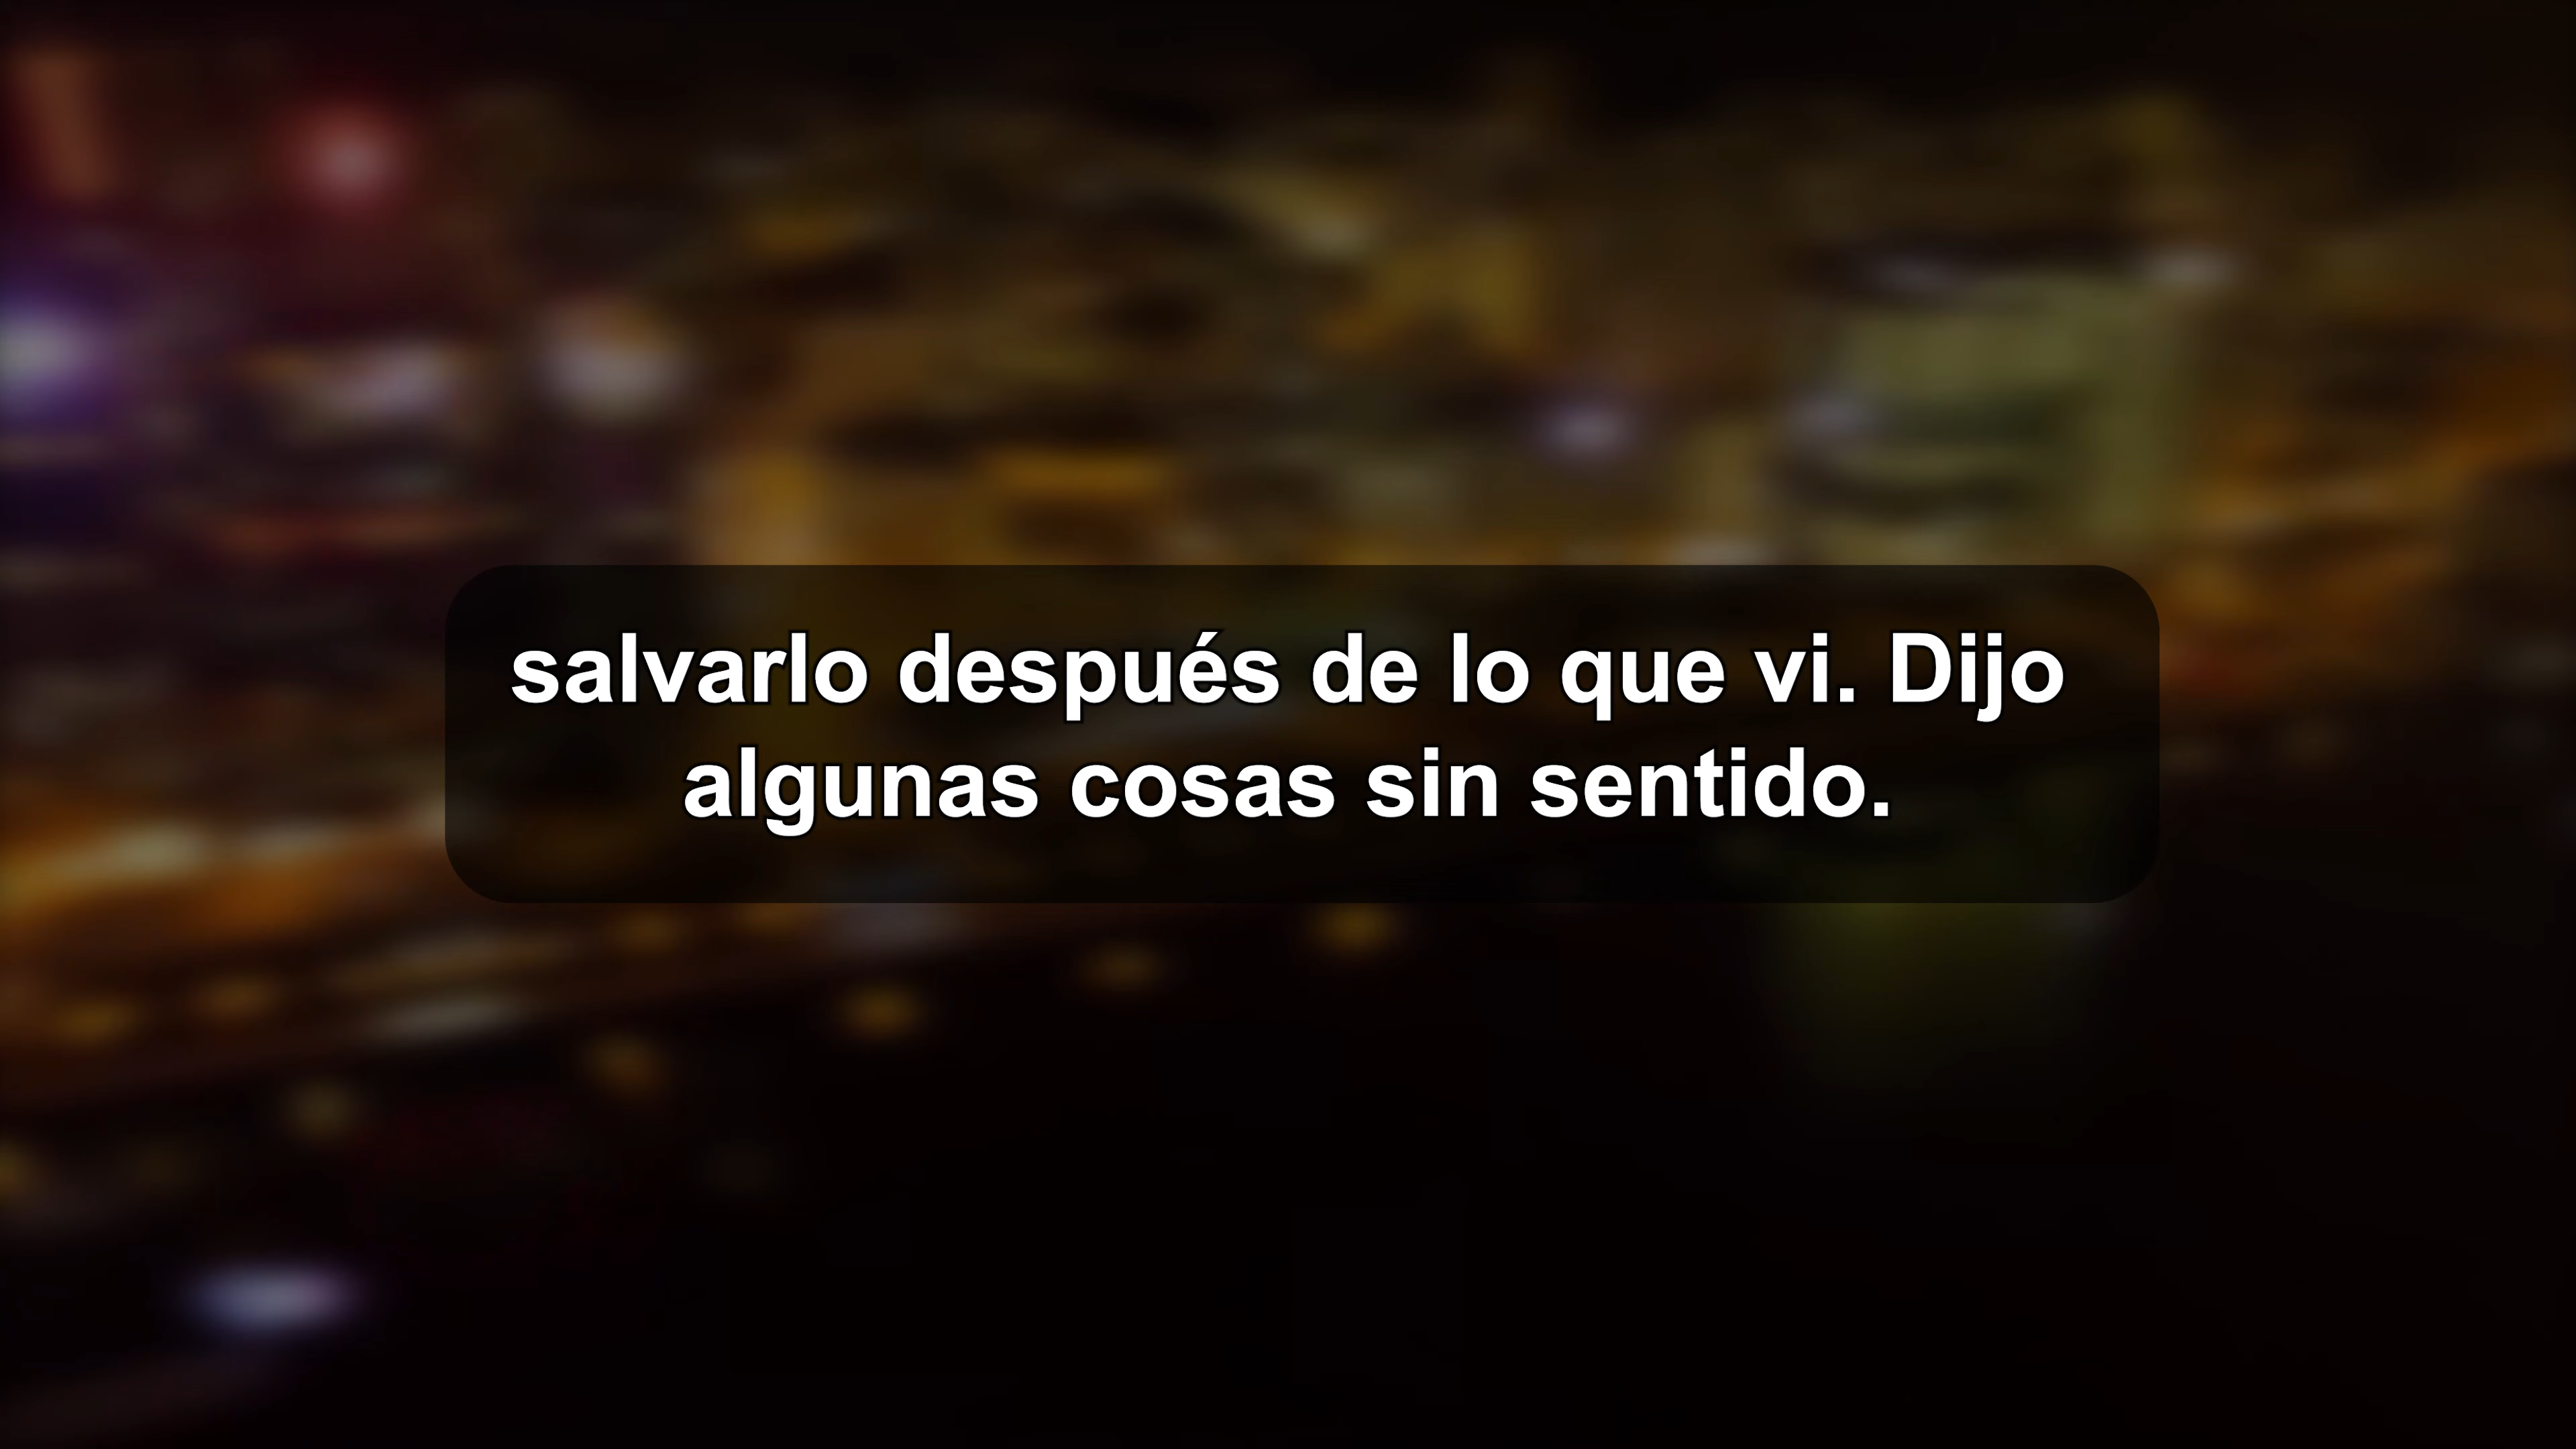 salvarlo después de lo que vi. Dijo
algunas cosas sin sentido.